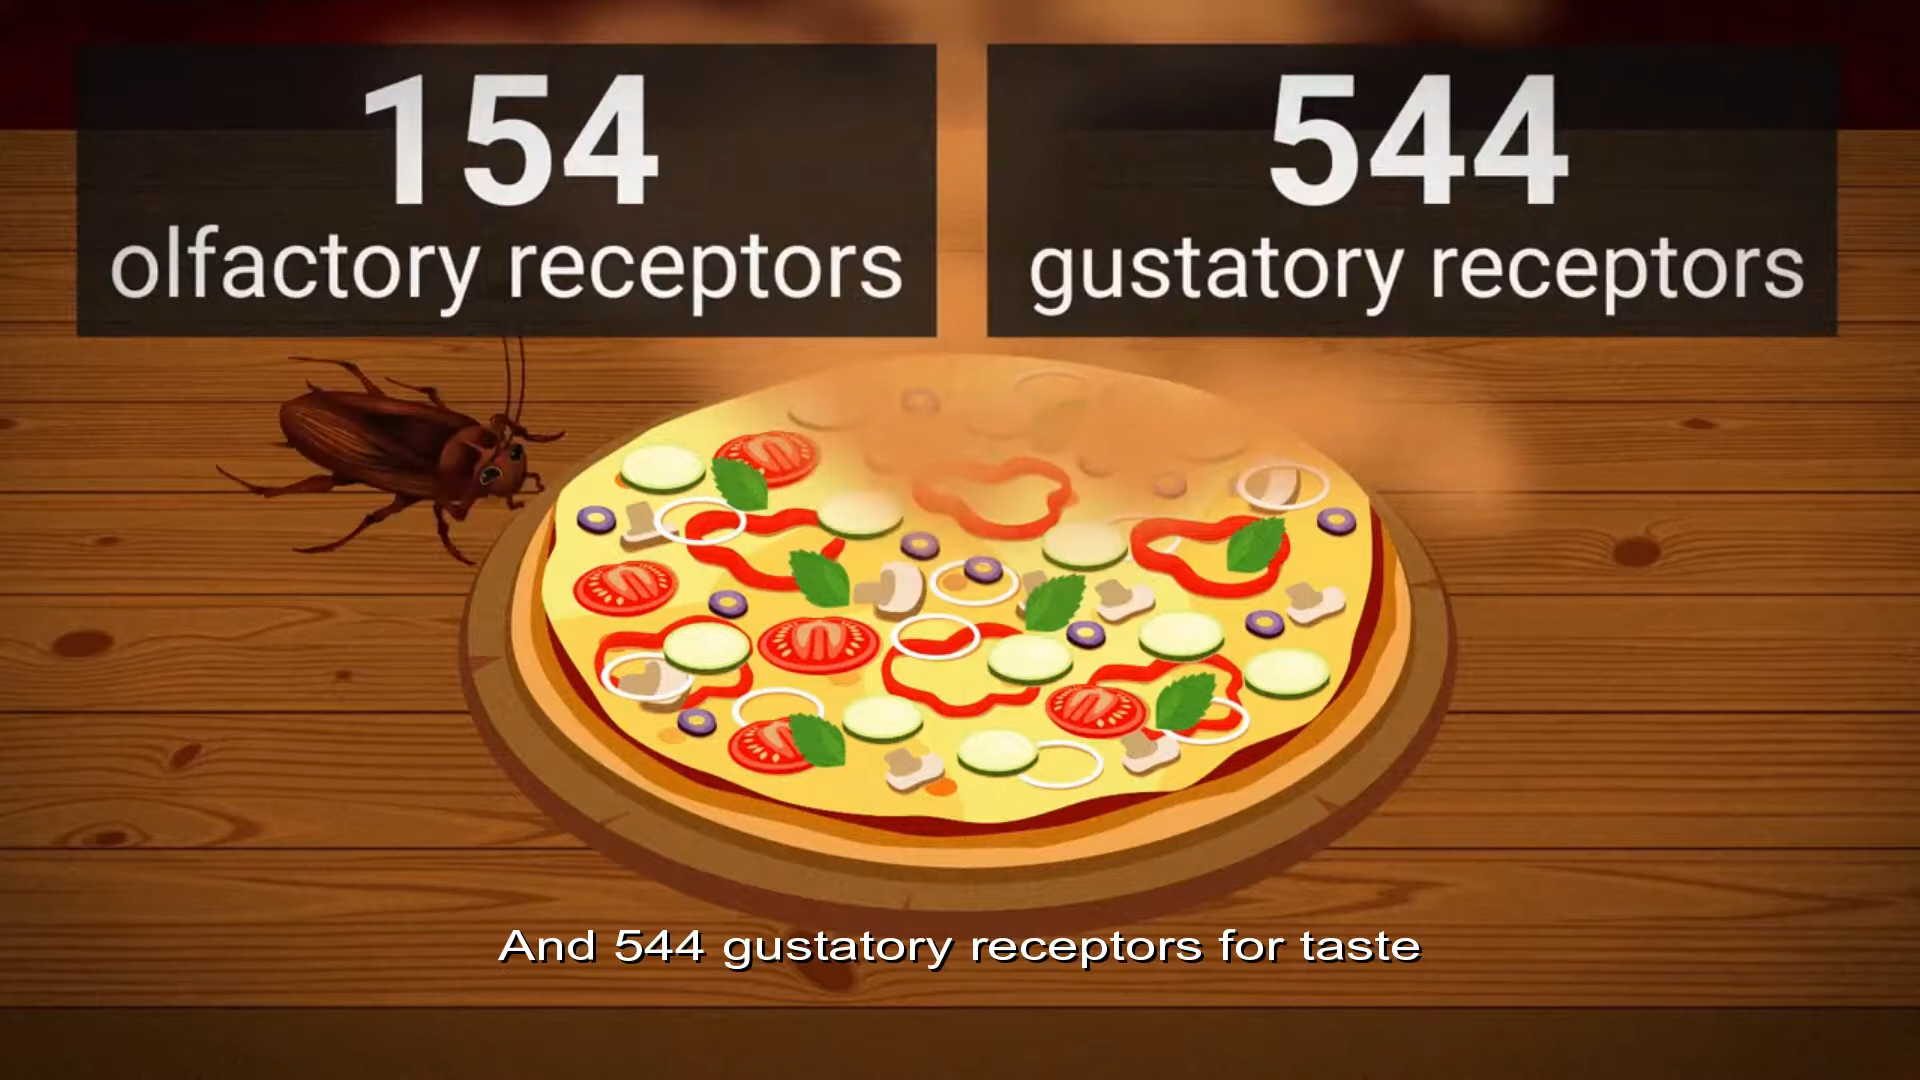 154
olfactory receptors
544
gustatory receptors
And 544 gustatory receptors for taste